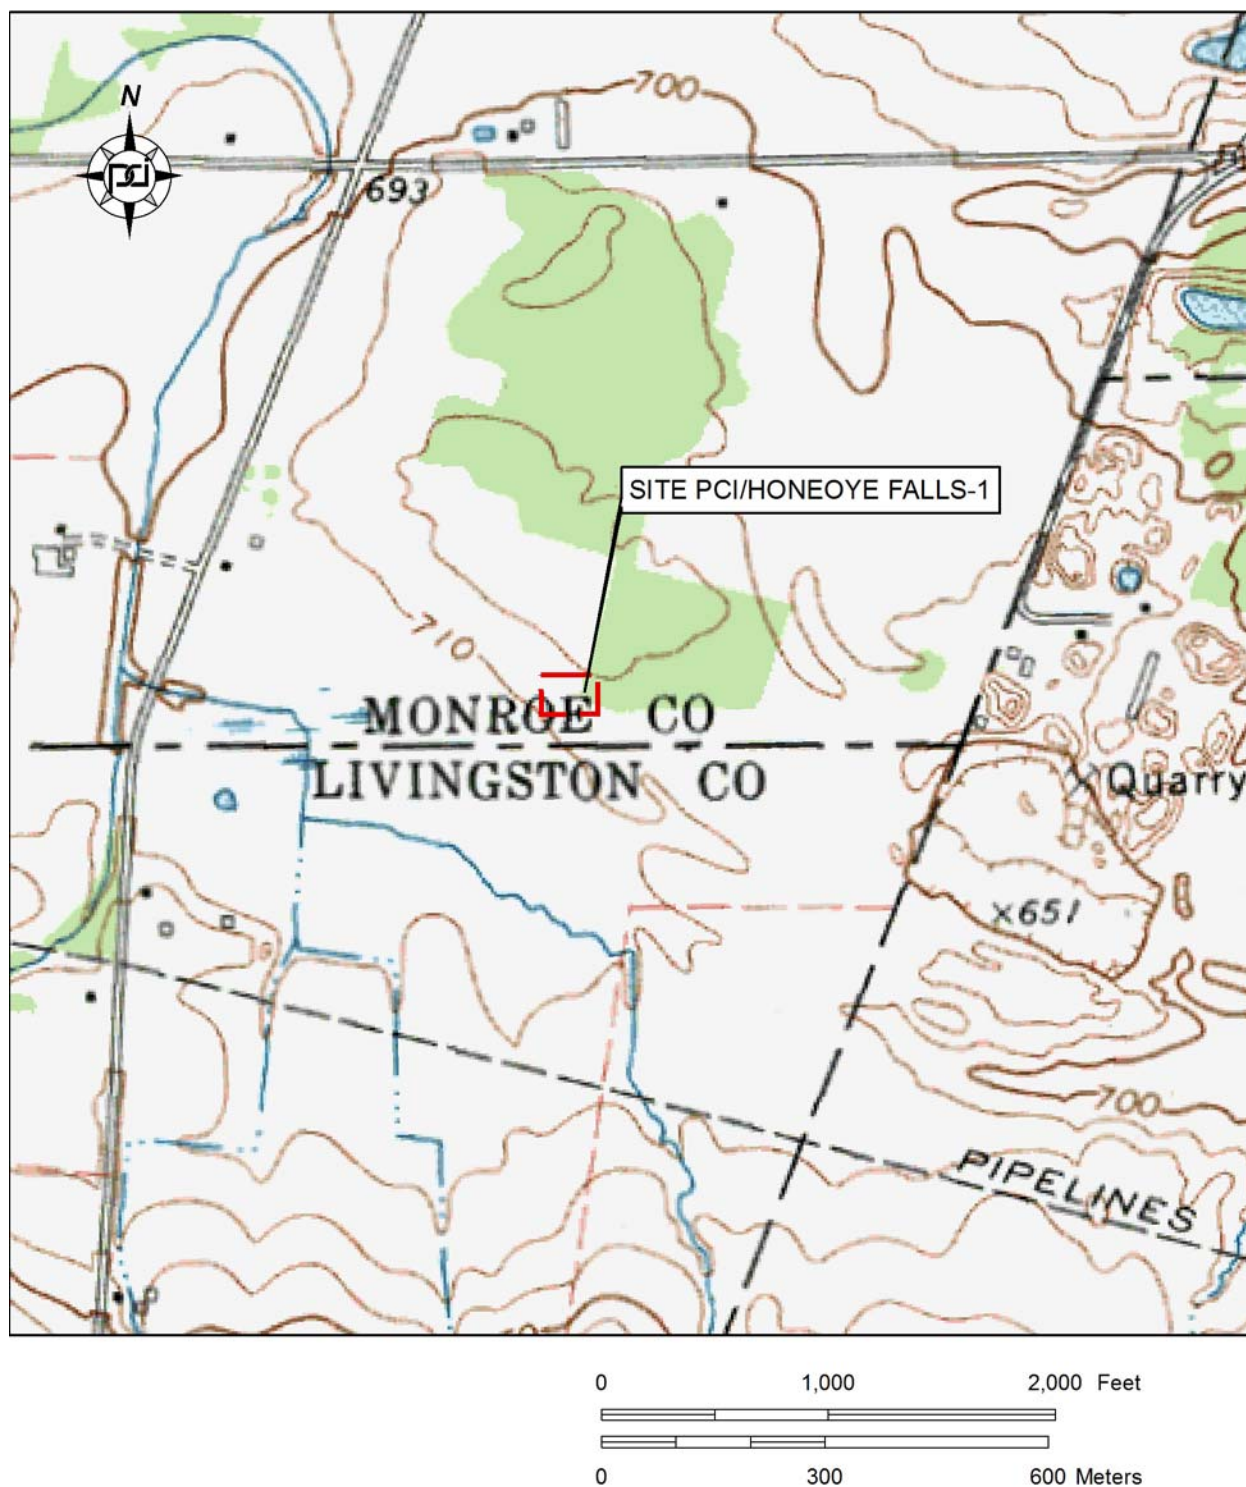 N
700
693
SITE PCI/HONEOYE FALLS-1
710
MONROE CO
LIVINGSTON CO
Quarry
×651
700
PIPELINES
0 1,000 2,000 Feet
0 300 600 Meters